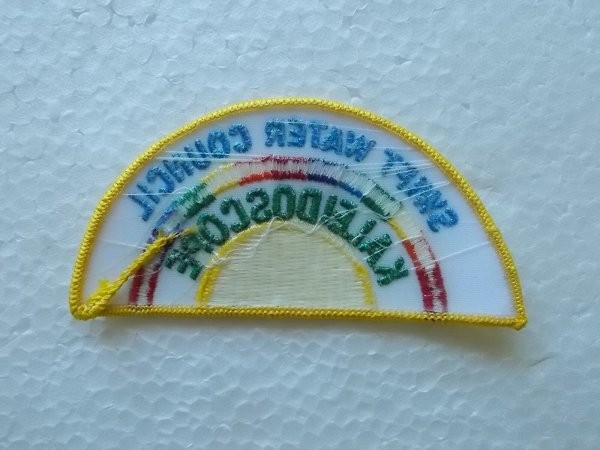 SWIFT WATER COUNCIL
KALEIDOSCOPE